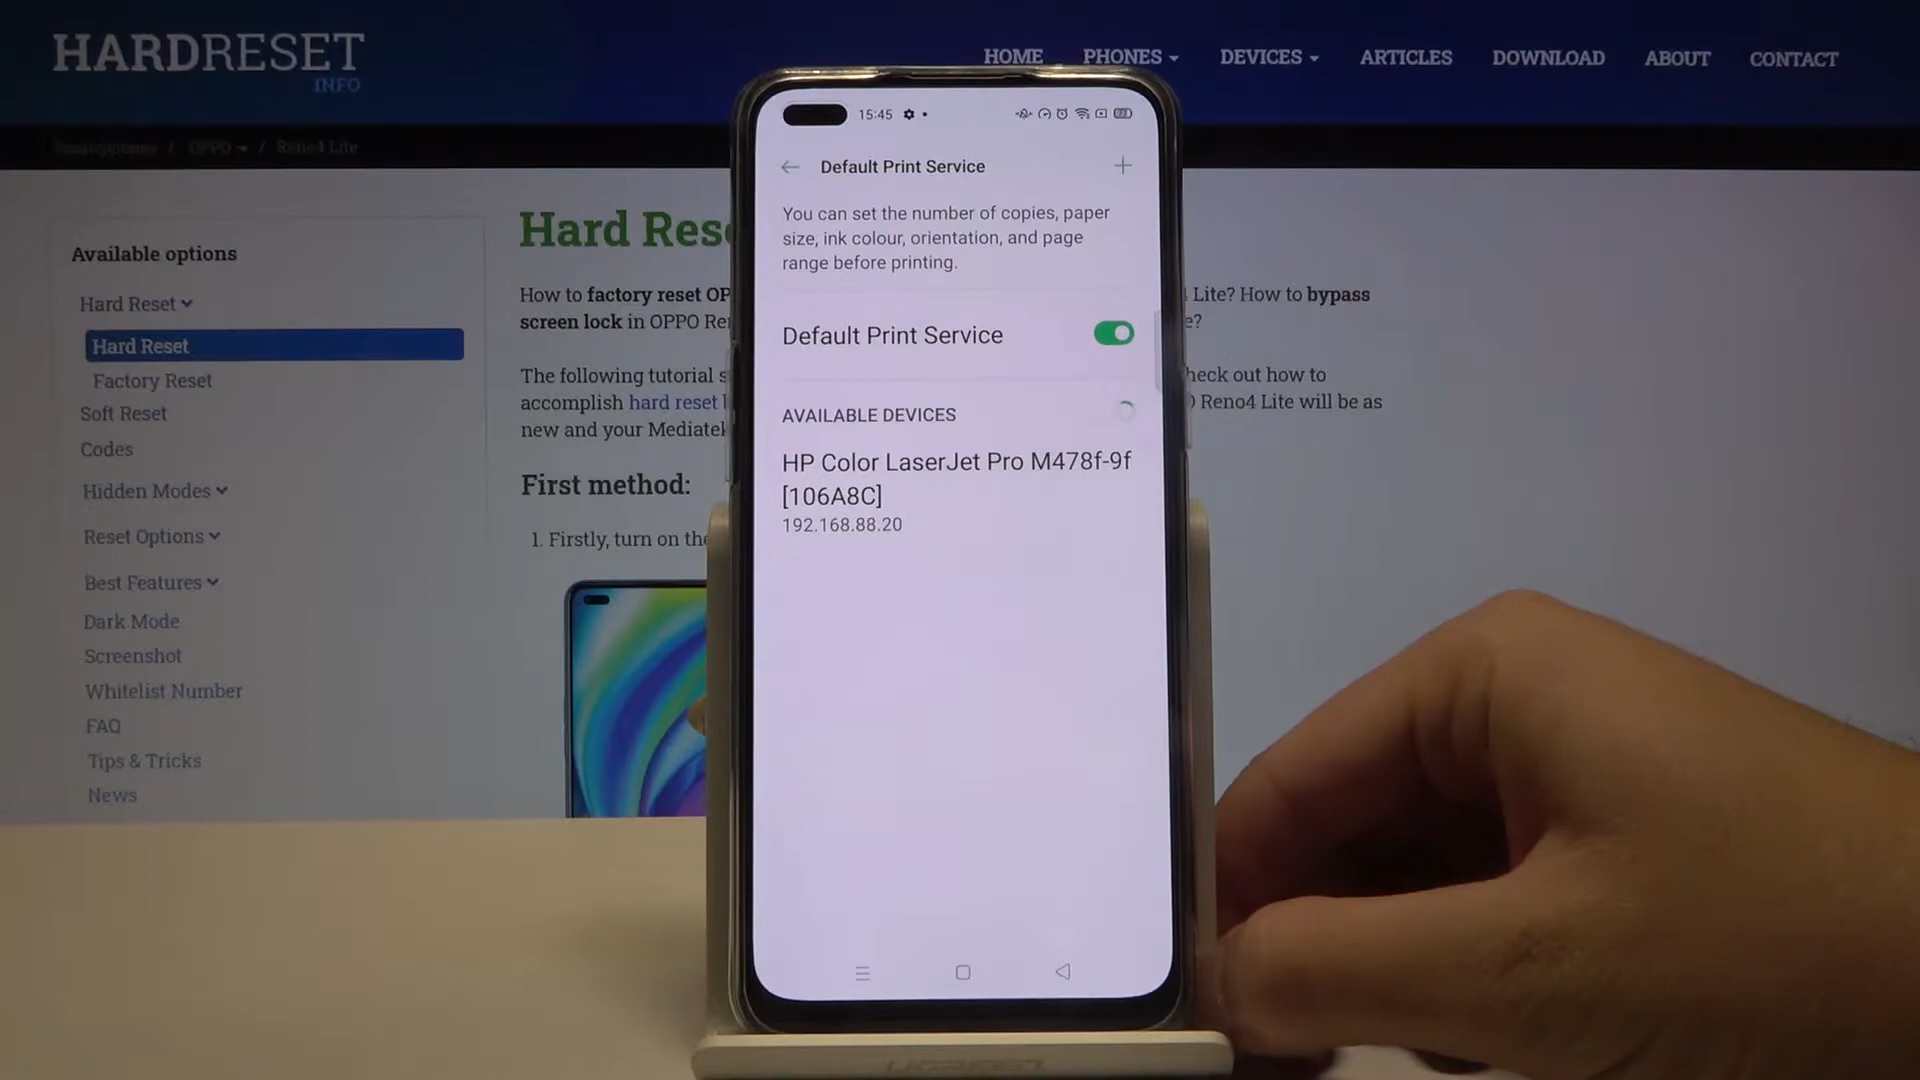 HARDRESET
INFO
HOME PHONES DEVICES ARTICLES DOWNLOAD ABOUT CONTACT
/ OPPO / Reno4 Lite
Available options
Hard Reset
Hard Reset
Factory Reset
Soft Reset
Codes
Hidden Modes
Reset Options
Best Features
Dark Mode
Screenshot
Whitelist Number
FAQ
Tips & Tricks
News
Hard Res
How to factory reset OP Lite? How to bypass
screen lock in OPPO Re e?
The following tutorial s heck out how to
accomplish hard reset Reno4 Lite will be as
new and your Mediate
First method:
1. Firstly, turn on the
15:45
Default Print Service
You can set the number of copies, paper
size, ink colour, orientation, and page
range before printing.
Default Print Service
AVAILABLE DEVICES
HP Color LaserJet Pro M478f-9f
[106A8C]
192.168.88.20
UGREEN